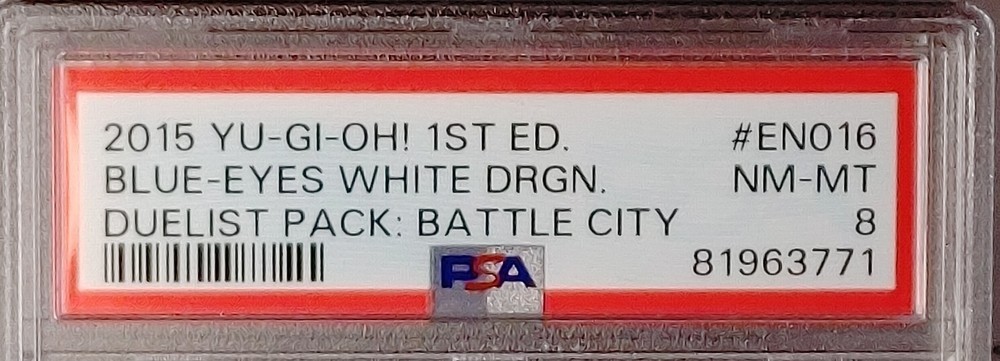 2015 YU-GI-OH! 1ST ED. #EN016
BLUE-EYES WHITE DRGN. NM-MT
DUELIST PACK: BATTLE CITY 8
PSA 81963771